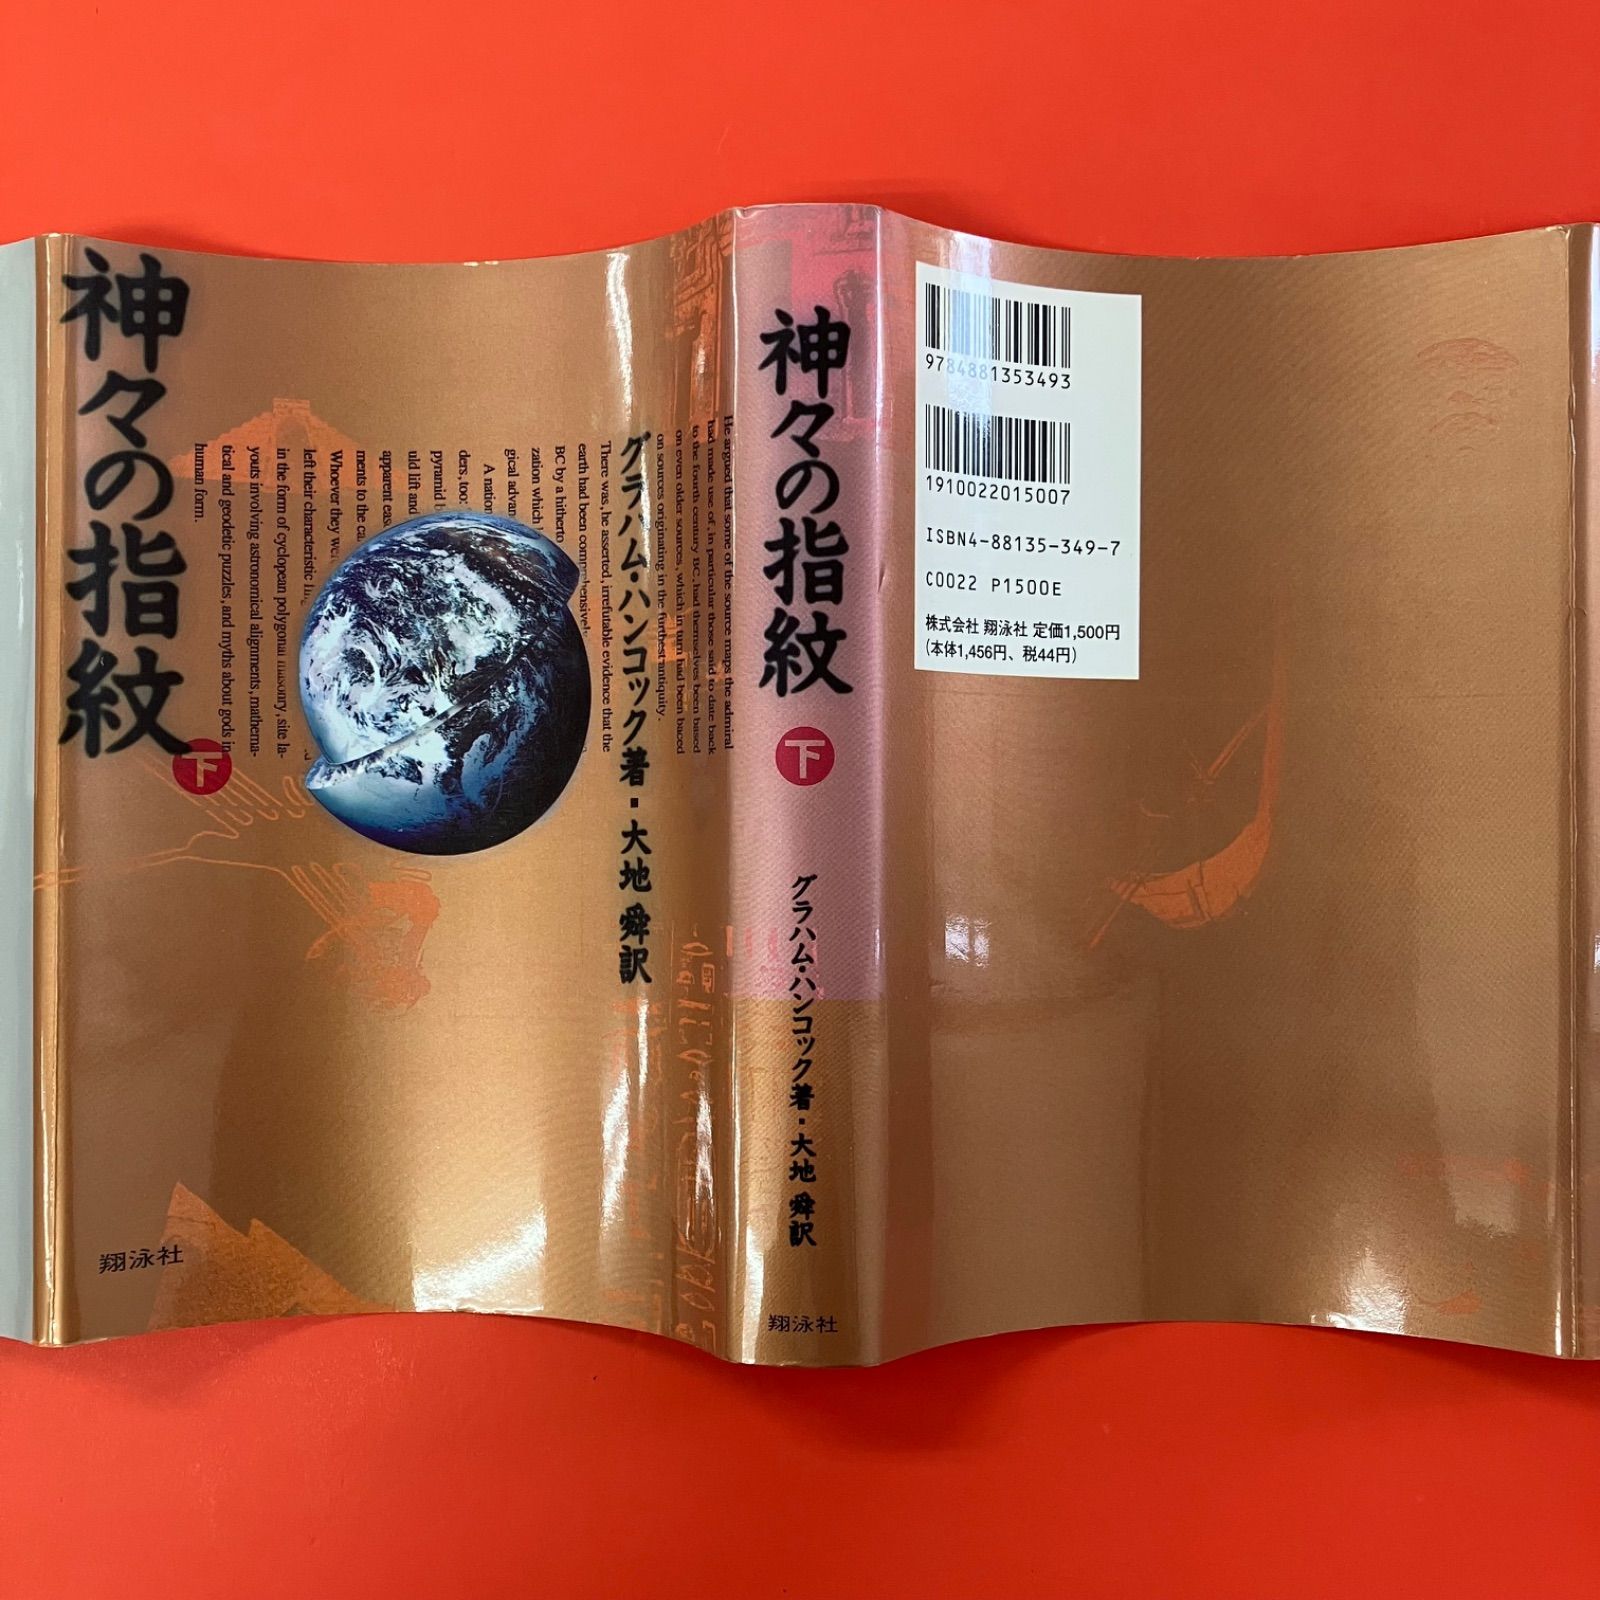 神々の指紋
下
グラハム・ハンコック著・大地 舜訳
翔泳社
He argued that some of the source maps the admiral
had made use of, in particular those said to date back
to the fourth century BC, had themselves been based
on even older sources, which in turn had been baced
on sources originating in the furthest antiquity.
There was, he asserted, irrefutable evidence that the
earth had been comprehensively
BC by a hitherto
zation which
gical advan
A nation
ders, too:
pyramid
uld lift and
apparent ease
ments to the ca
Whoever they we
left their characteristic
in the form of cyclopean polygonal masonry, site la-
youts involving astronomical alignments, mathema-
tical and geodetic puzzles, and myths about gods in
human form.
神々の指紋
下
グラハム・ハンコック著・大地 舜訳
翔泳社
9784881353493
1910022015007
ISBN4-88135-349-7
C0022 P1500E
株式会社 翔泳社 定価1,500円
(本体1,456円、税44円)